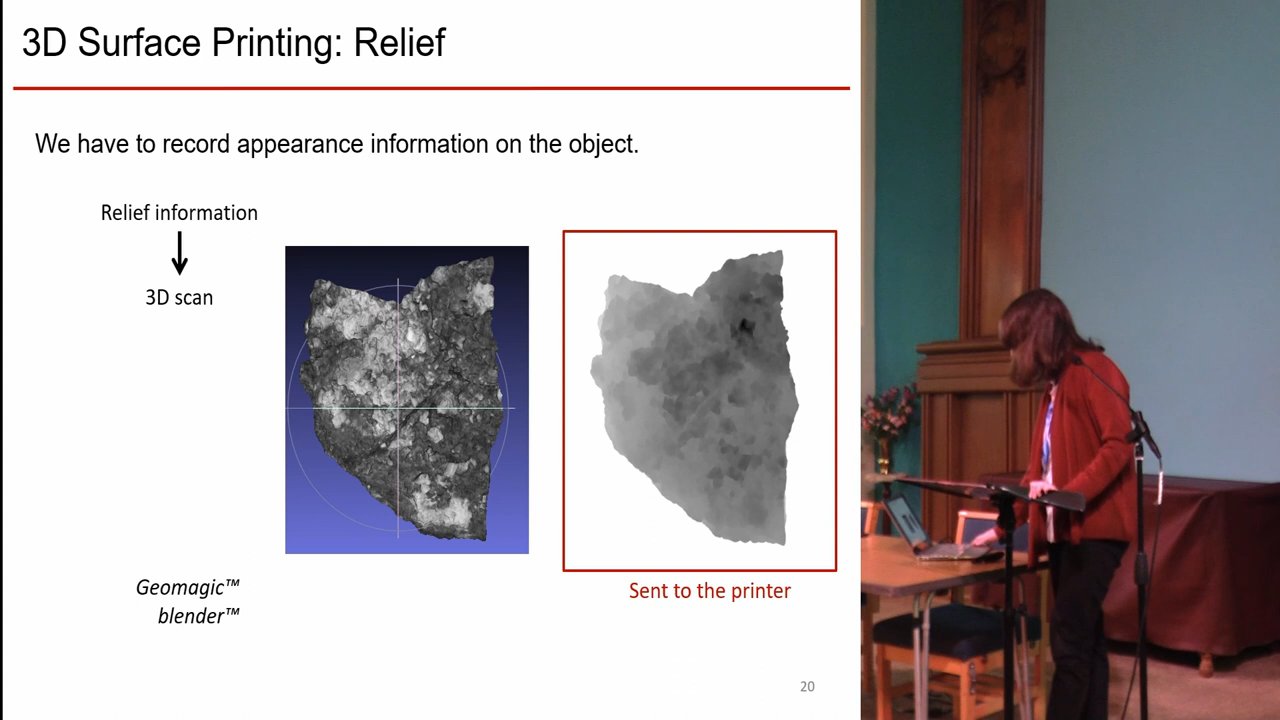 3D Surface Printing: Relief
We have to record appearance information on the object.
Relief information
3D scan
Geomagic™
blender™
Sent to the printer
20